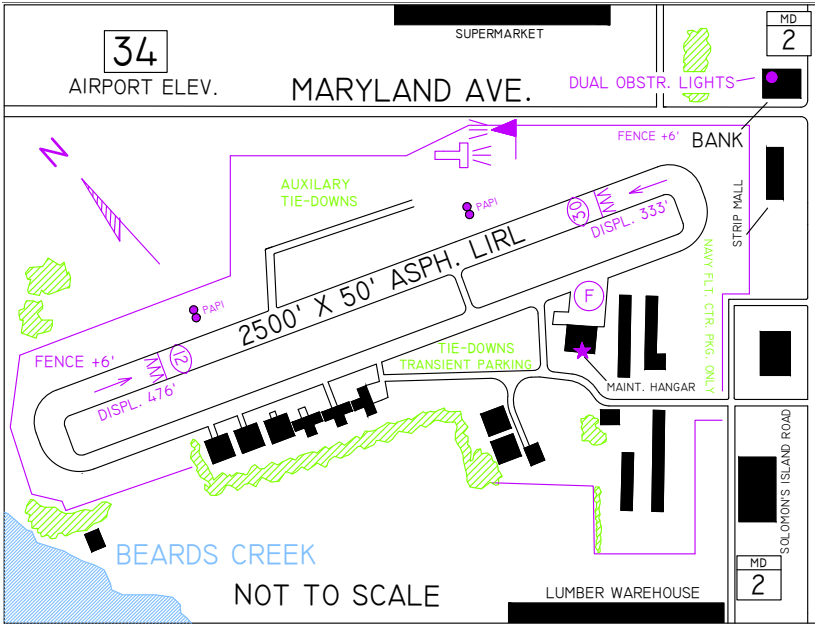 SUPERMARKET
MD
2
34
AIRPORT ELEV.
MARYLAND AVE.
DUAL OBSTR. LIGHTS
FENCE +6'
BANK
N
AUXILARY
TIE-DOWNS
PAPI
30
DISPL. 333'
STRIP MALL
2500' X 50' ASPH. LIRL
NAVY FLT. CTR. PKG. ONLY
F
PAPI
FENCE +6'
12
DISPL. 476'
TIE-DOWNS
TRANSIENT PARKING
MAINT. HANGAR
SOLOMON'S ISLAND ROAD
BEARDS CREEK
NOT TO SCALE
LUMBER WAREHOUSE
MD
2